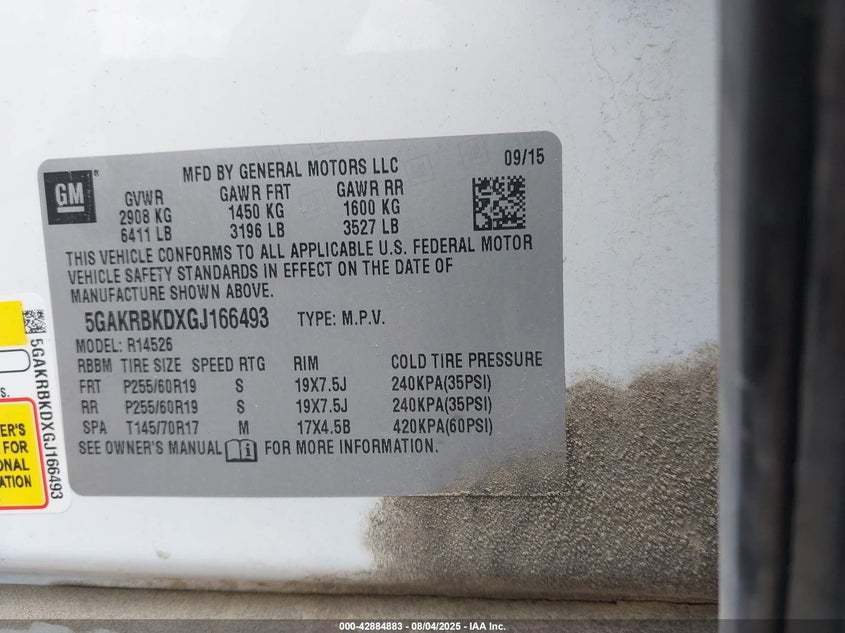 GM
MFD BY GENERAL MOTORS LLC
09/15
GVWR GAWR FRT GAWR RR
2908 KG 1450 KG 1600 KG
6411 LB 3196 LB 3527 LB
THIS VEHICLE CONFORMS TO ALL APPLICABLE U.S. FEDERAL MOTOR
VEHICLE SAFETY STANDARDS IN EFFECT ON THE DATE OF
MANUFACTURE SHOWN ABOVE.
5GAKRBKDXGJ166493 TYPE: M.P.V.
MODEL: R14526
RBBM TIRE SIZE SPEED RTG RIM COLD TIRE PRESSURE
FRT P255/60R19 S 19X7.5J 240KPA(35PSI)
RR P255/60R19 S 19X7.5J 240KPA(35PSI)
SPA T145/70R17 M 17X4.5B 420KPA(60PSI)
SEE OWNER'S MANUAL FOR MORE INFORMATION.
5GAKRBKDXGJ166493
S.
ER'S
FOR
ONAL
ATION
000-42884883 - 08/04/2025 - IAA Inc.